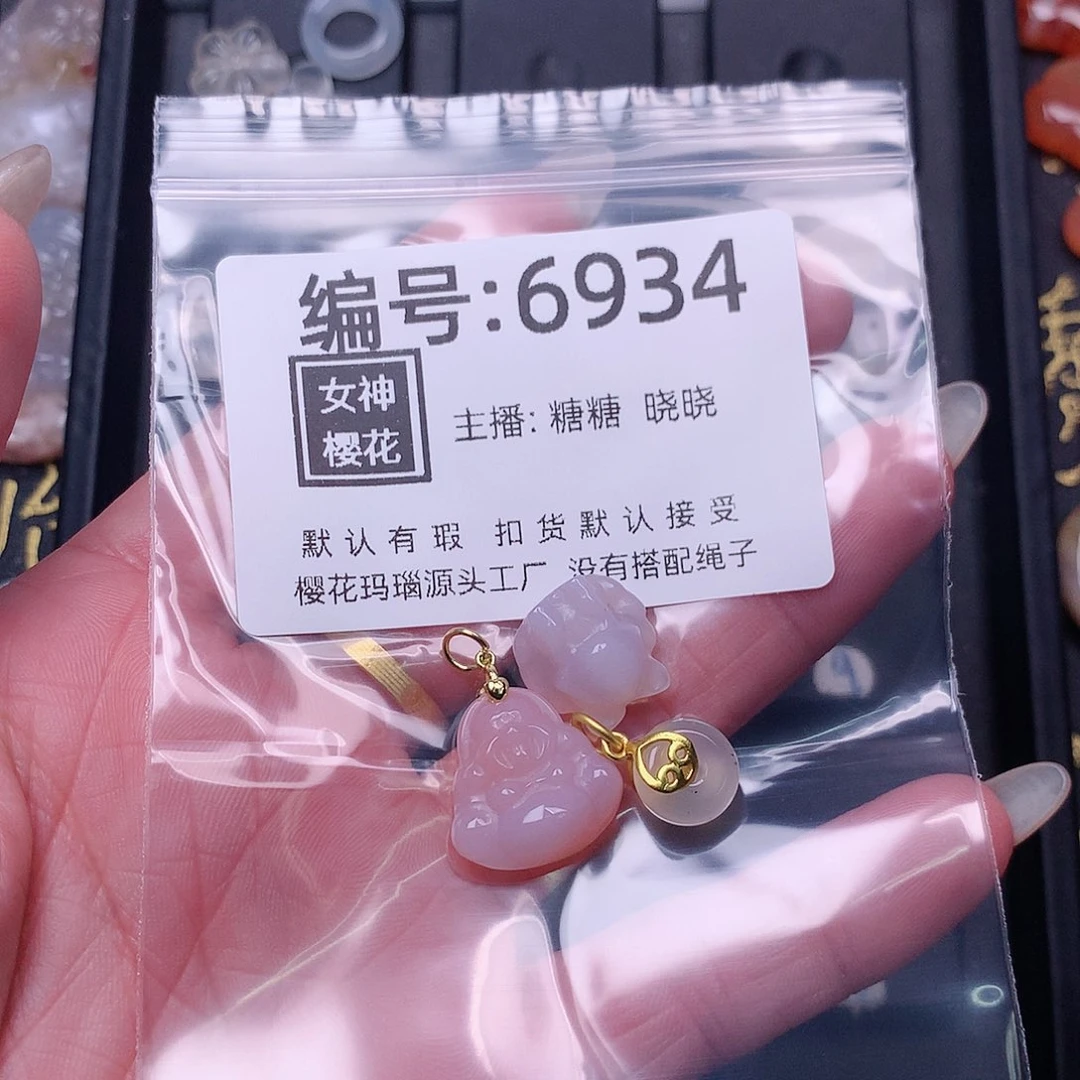 编号:6934
女神
樱花
主播: 糖糖 晓晓
默认有瑕 扣货默认接受
樱花玛瑙源头工厂 没有搭配绳子